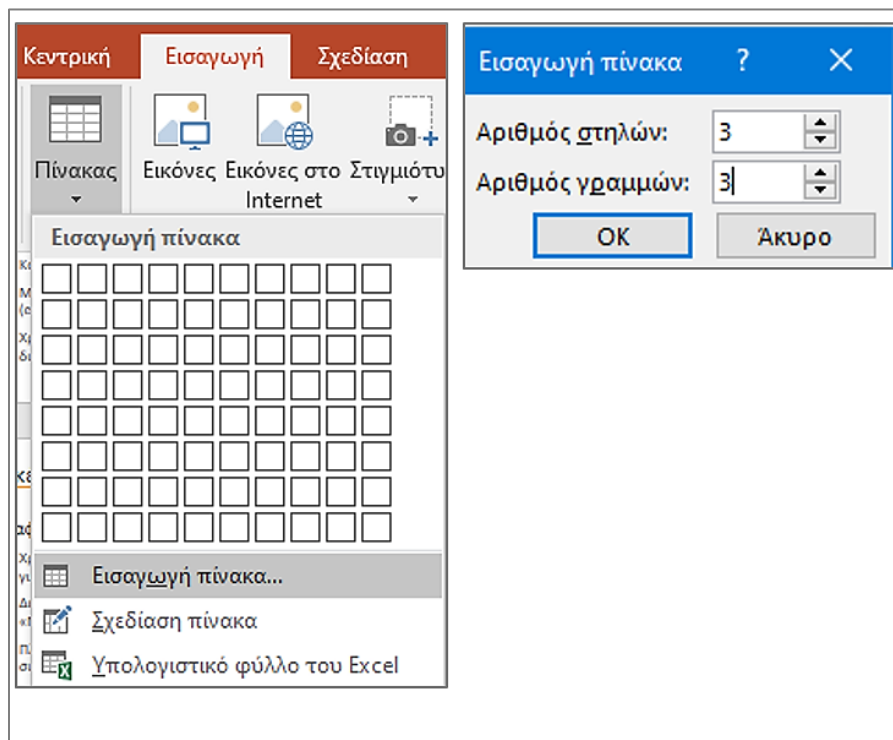 Κεντρική Εισαγωγή Σχεδίαση
Πίνακας Εικόνες Εικόνες στο Στιγμιότυ
Internet
Εισαγωγή πίνακα
Εισαγωγή πίνακα...
Σχεδίαση πίνακα
Υπολογιστικό φύλλο του Excel
Εισαγωγή πίνακα ?
Αριθμός στηλών: 3
Αριθμός γραμμών: 3
OK Άκυρο